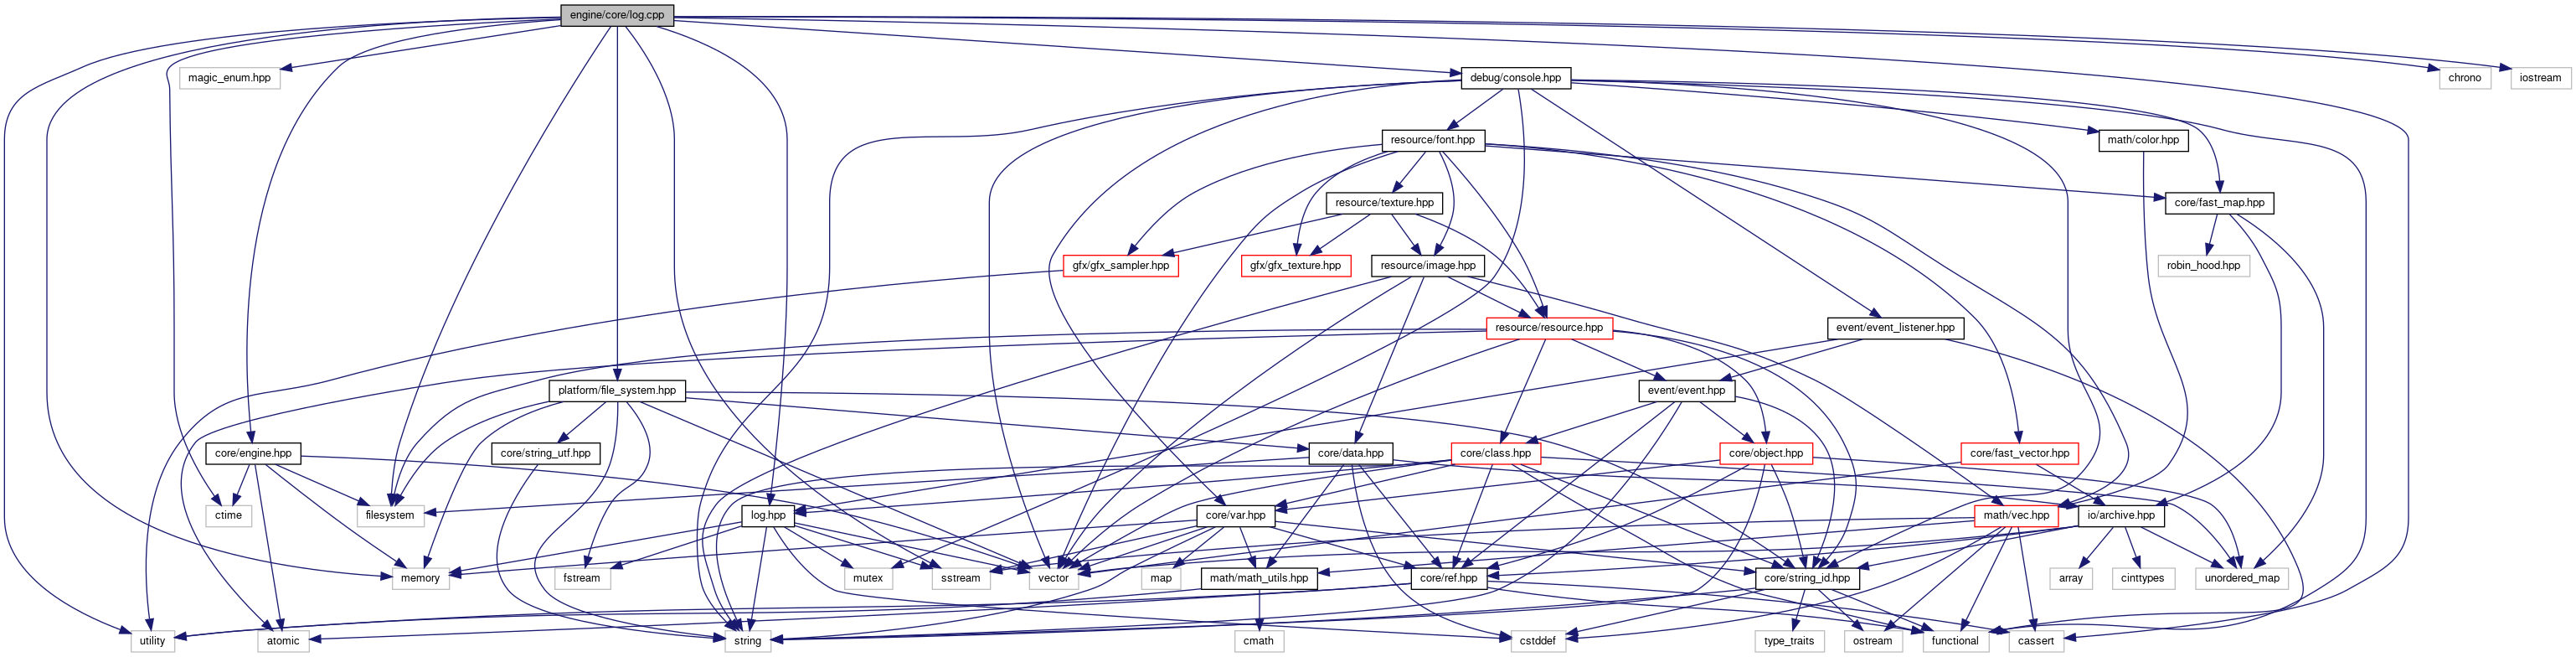 engine/core/log.cpp
magic_enum.hpp
debug/console.hpp
chrono
iostream
resource/font.hpp
math/color.hpp
resource/texture.hpp
core/fast_map.hpp
gfx/gfx_sampler.hpp
gfx/gfx_texture.hpp
resource/image.hpp
robin_hood.hpp
resource/resource.hpp
event/event_listener.hpp
platform/file_system.hpp
event/event.hpp
core/engine.hpp
core/string_utf.hpp
core/data.hpp
core/class.hpp
core/object.hpp
core/fast_vector.hpp
ctime
filesystem
log.hpp
core/var.hpp
math/vec.hpp
io/archive.hpp
memory
fstream
mutex
sstream
vector
map
math/math_utils.hpp
core/ref.hpp
core/string_id.hpp
array
cinttypes
unordered_map
utility
atomic
string
cstddef
cmath
type_traits
ostream
functional
cassert